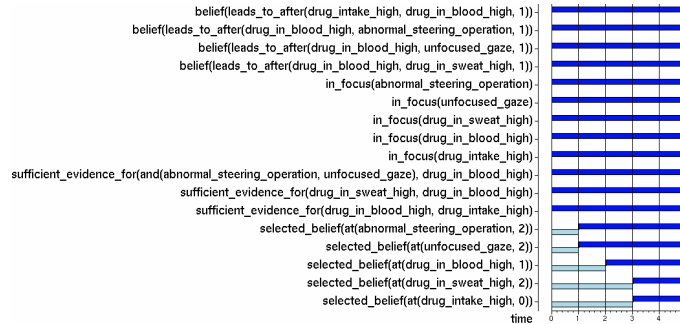 belief(leads_to_after(drug_intake_high, drug_in_blood_high, 1))
belief(leads_to_after(drug_in_blood_high, abnormal_steering_operation, 1))
belief(leads_to_after(drug_in_blood_high, unfocused_gaze, 1))
belief(leads_to_after(drug_in_blood_high, drug_in_sweat_high, 1))
in_focus(abnormal_steering_operation)
in_focus(unfocused_gaze)
in_focus(drug_in_sweat_high)
in_focus(drug_in_blood_high)
in_focus(drug_intake_high)
sufficient_evidence_for(and(abnormal_steering_operation, unfocused_gaze), drug_in_blood_high)
sufficient_evidence_for(drug_in_sweat_high, drug_in_blood_high)
sufficient_evidence_for(drug_in_blood_high, drug_intake_high)
selected_belief(at(abnormal_steering_operation, 2))
selected_belief(at(unfocused_gaze, 2))
selected_belief(at(drug_in_blood_high, 1))
selected_belief(at(drug_in_sweat_high, 2))
selected_belief(at(drug_intake_high, 0))
time 0 1 2 3 4